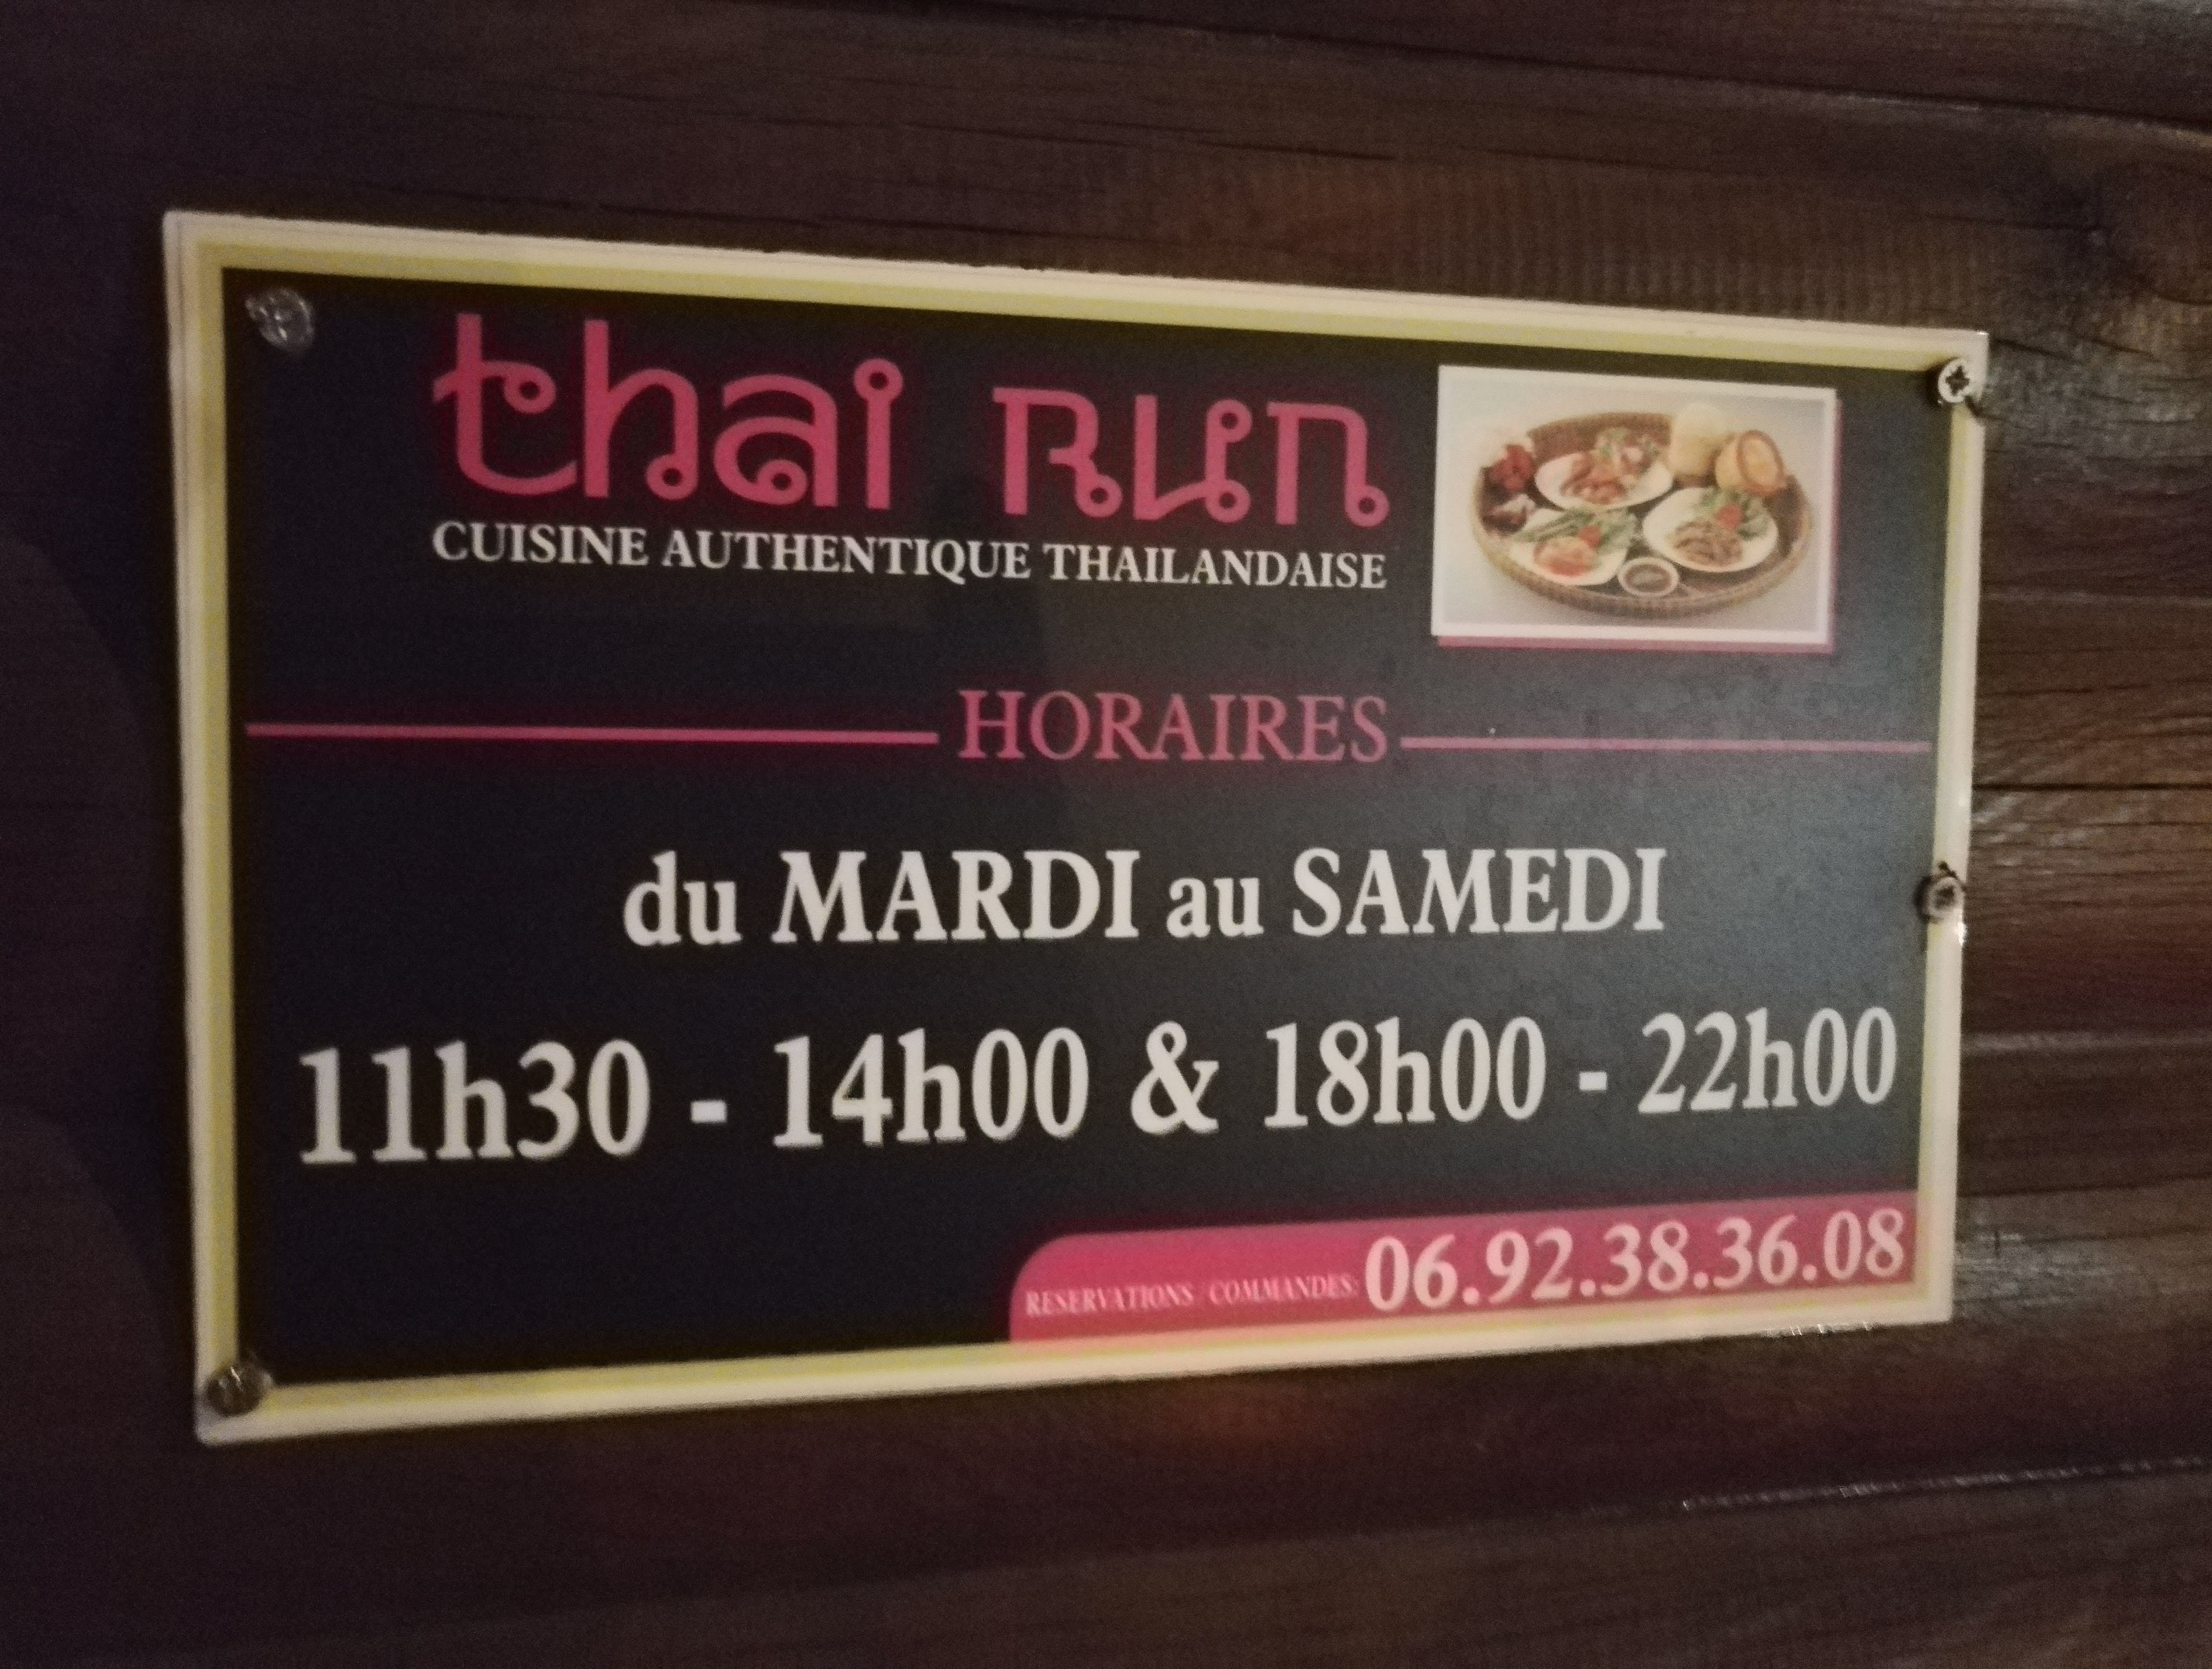 thai run
CUISINE AUTHENTIQUE THAILANDAISE
HORAIRES
du MARDI au SAMEDI
11h30 - 14h00 & 18h00 - 22h00
RESERVATIONS / COMMANDES: 06.92.38.36.08